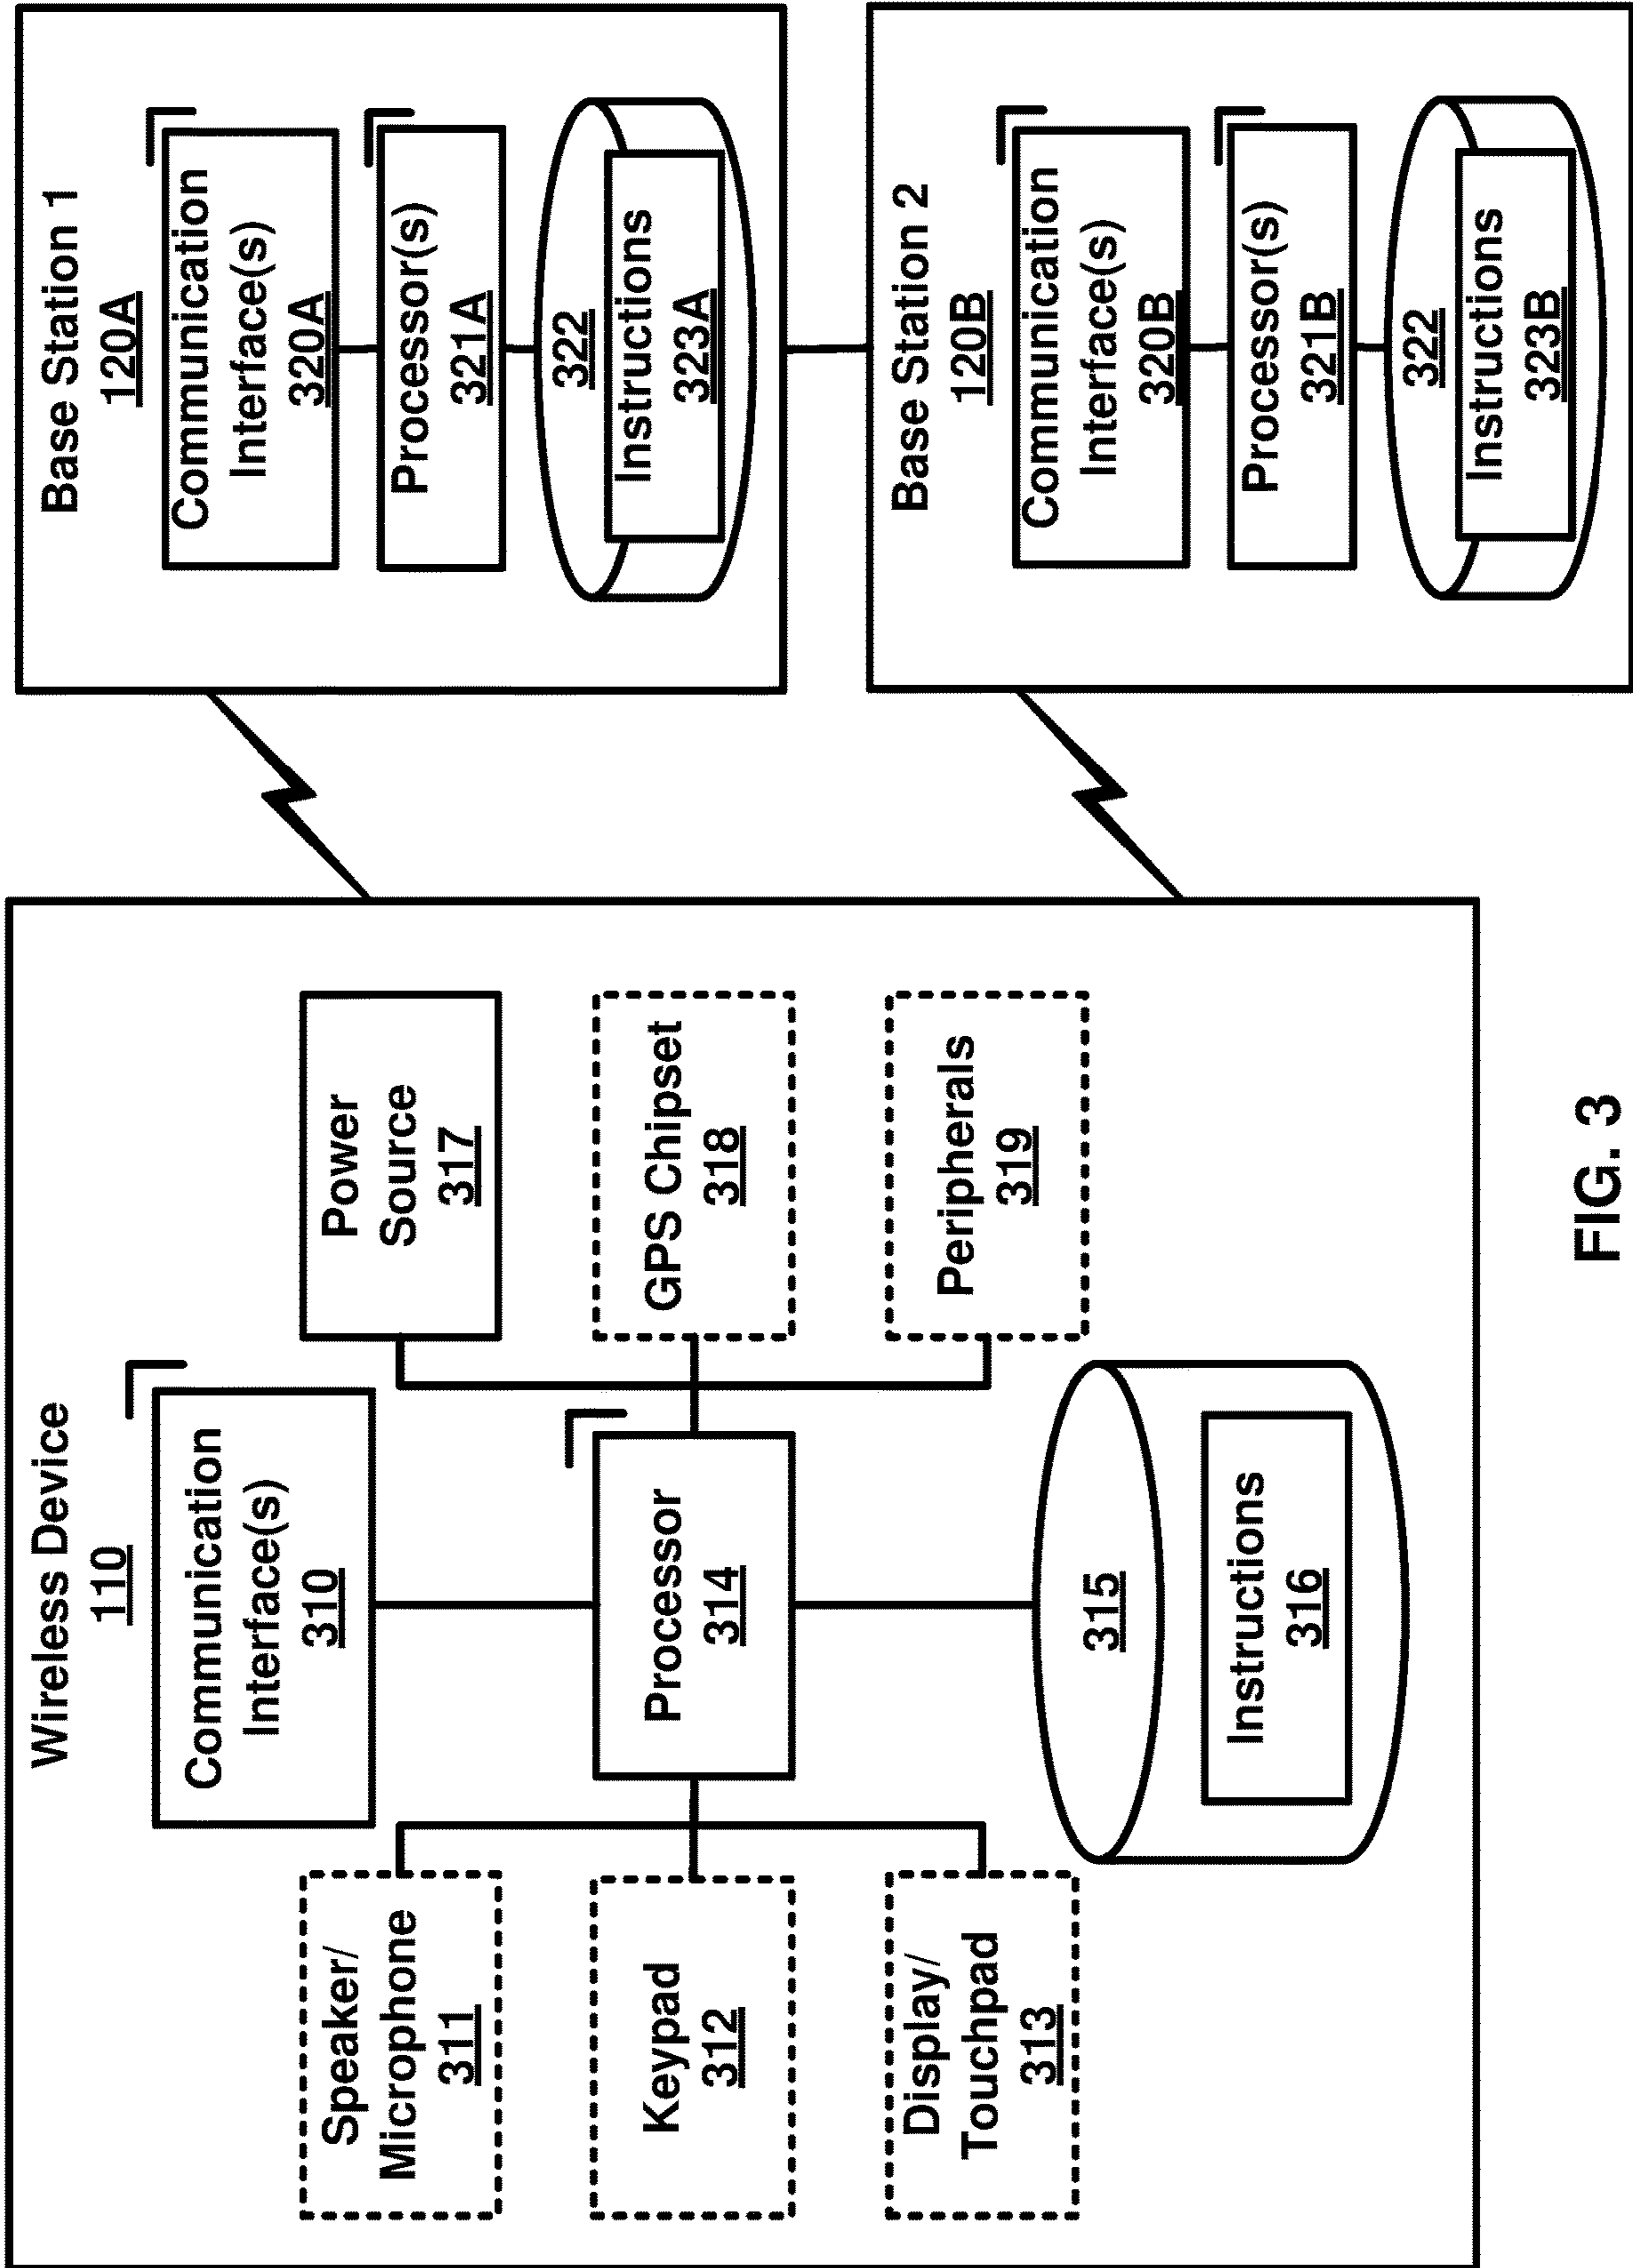 Wireless Device
110
Communication
Interface(s)
310
Speaker/
Microphone
311
Keypad
312
Display/
Touchpad
313
Processor
314
315
Instructions
316
Power
Source
317
GPS Chipset
318
Peripherals
319
Base Station 1
120A
Communication
Interface(s)
320A
Processor(s)
321A
322
Instructions
323A
Base Station 2
120B
Communication
Interface(s)
320B
Processor(s)
321B
322
Instructions
323B
FIG. 3